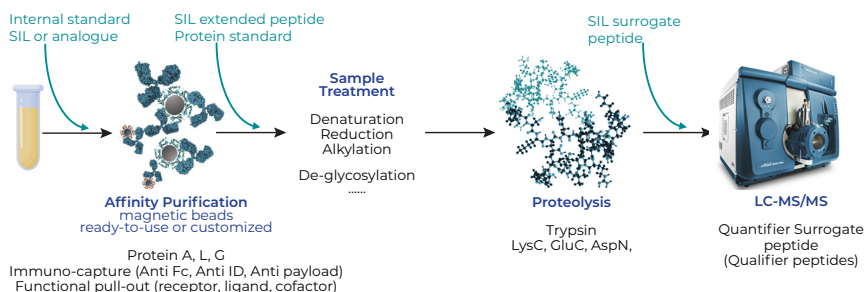 Internal standard
SIL or analogue
SIL extended peptide
Protein standard
SIL surrogate
peptide
Sample
Treatment
Denaturation
Reduction
Alkylation
De-glycosylation
......
Affinity Purification
magnetic beads
ready-to-use or customized
Protein A, L, G
Immuno-capture (Anti Fc, Anti ID, Anti payload)
Functional pull-out (receptor, ligand, cofactor)
Proteolysis
Trypsin
LysC, GluC, AspN,
LC-MS/MS
Quantifier Surrogate
peptide
(Qualifier peptides)